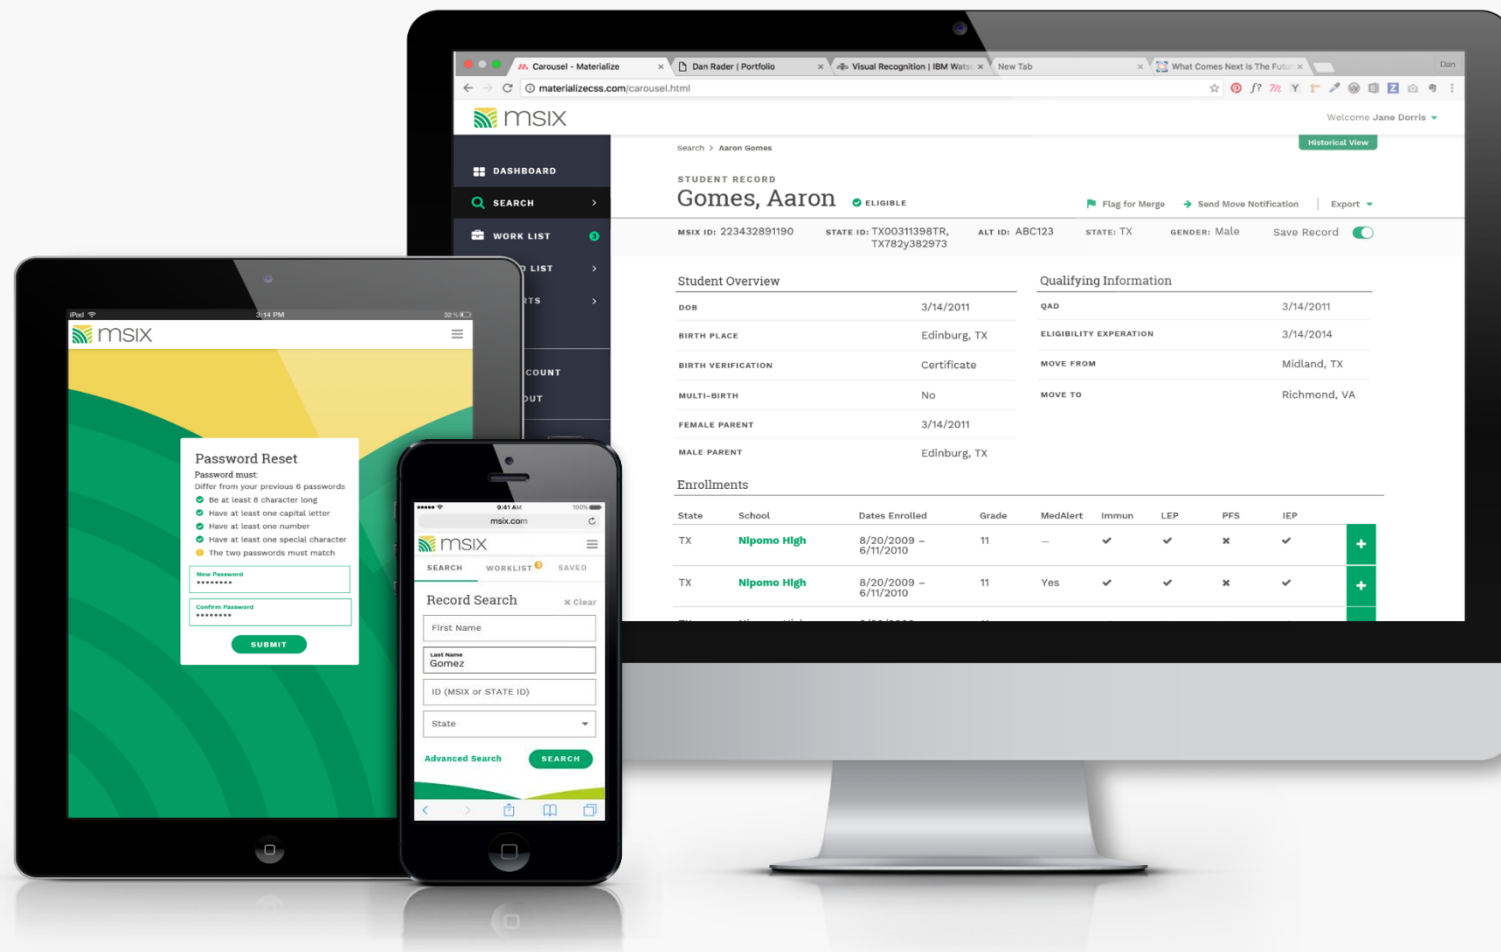 Carousel - Materialize
Dan Rader | Portfolio
Visual Recognition | IBM Wats
New Tab
What Comes Next Is The Futu
Dan
materializecss.com/carousel.html
msix
Welcome Jane Dorris
DASHBOARD
SEARCH
WORK LIST
3
LIST
RTS
COUNT
OUT
Search > Aaron Gomes
Historical View
STUDENT RECORD
Gomes, Aaron
ELIGIBLE
Flag for Merge
Send Move Notification
Export
MSIX ID: 223432891190
STATE ID: TX00311398TR,
TX782y382973
ALT ID: ABC123
STATE: TX
GENDER: Male
Save Record
Student Overview
DOB 3/14/2011
BIRTH PLACE Edinburg, TX
BIRTH VERIFICATION Certificate
MULTI-BIRTH No
FEMALE PARENT 3/14/2011
MALE PARENT Edinburg, TX
Qualifying Information
QAD 3/14/2011
ELIGIBILITY EXPERATION 3/14/2014
MOVE FROM Midland, TX
MOVE TO Richmond, VA
Enrollments
State School Dates Enrolled Grade MedAlert Immun LEP PFS IEP
TX Nipomo High 8/20/2009 – 11 —
6/11/2010
TX Nipomo High 8/20/2009 – 11 Yes
6/11/2010
iPod 3:14 PM 32%
msix
Password Reset
Password must:
Differ from your previous 6 passwords
Be at least 8 character long
Have at least one capital letter
Have at least one number
Have at least one special character
The two passwords must match
New Password
••••••••
Confirm Password
••••••••
SUBMIT
9:41 AM 100%
msix.com
msix
SEARCH WORKLIST 3 SAVED
Record Search
Clear
First Name
Last Name
Gomez
ID (MSIX or STATE ID)
State
Advanced Search
SEARCH